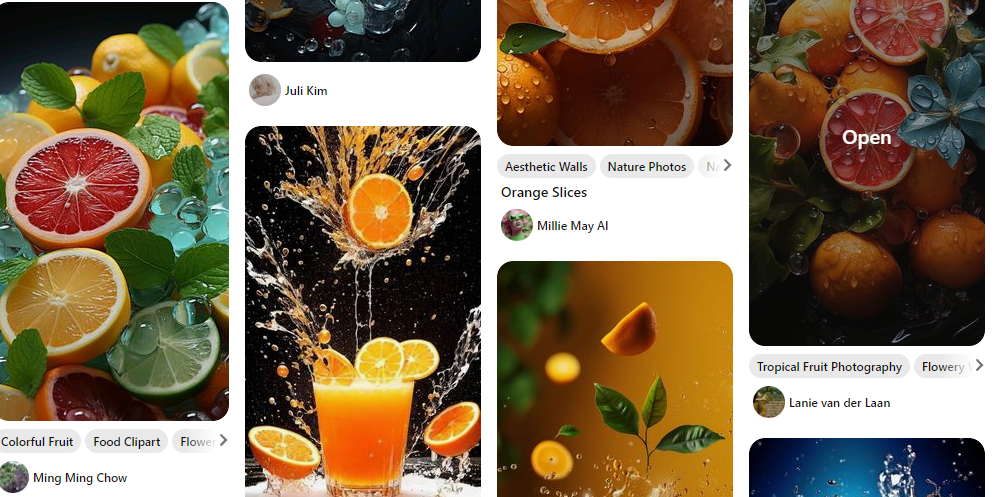 Colorful Fruit
Food Clipart
Flower
Ming Ming Chow
Juli Kim
Aesthetic Walls
Nature Photos
Orange Slices
Millie May AI
Open
Tropical Fruit Photography
Flowery
Lanie van der Laan